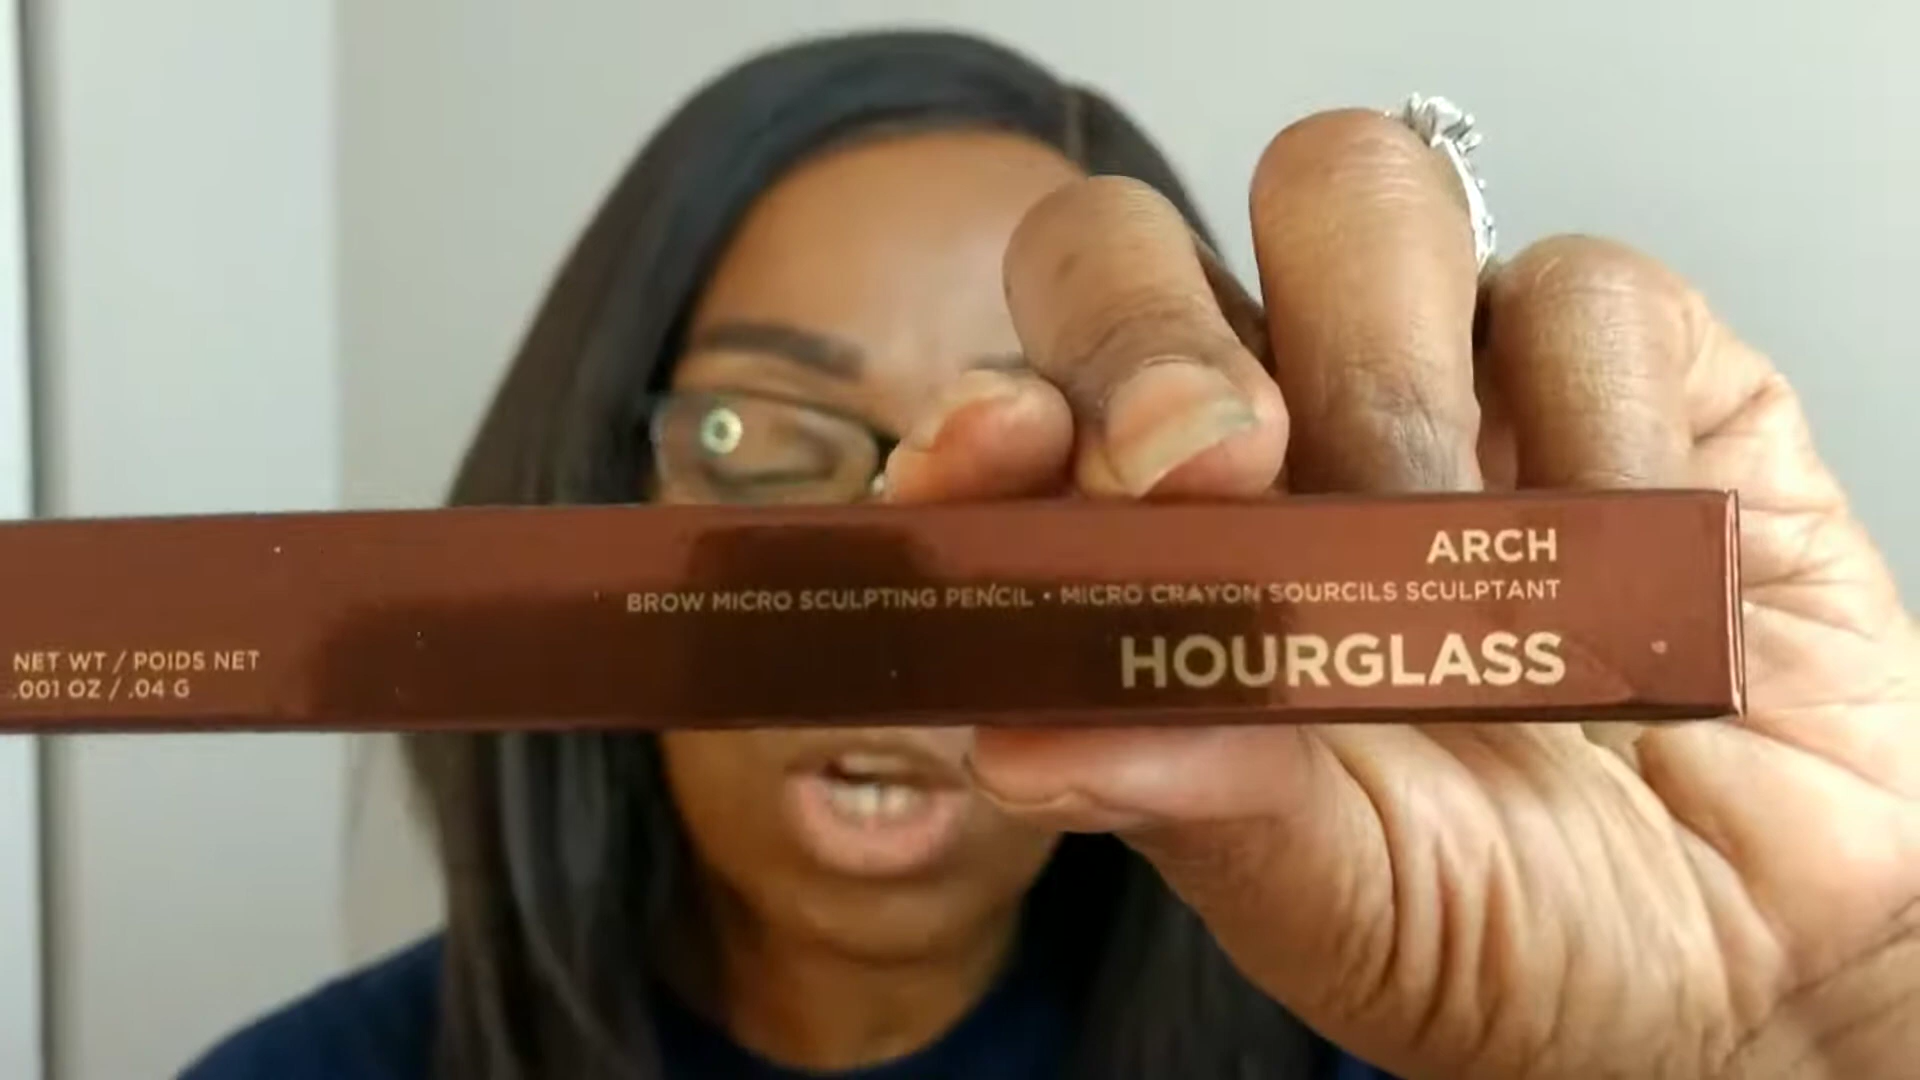 ARCH
BROW MICRO SCULPTING PENCIL • MICRO CRAYON SOURCILS SCULPTANT
HOURGLASS
NET WT / POIDS NET
.001 OZ / .04 G